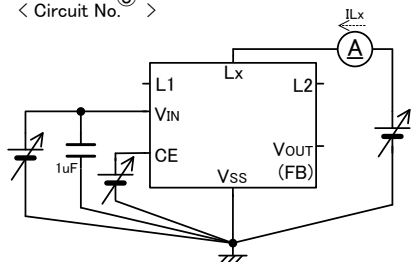 < Circuit No. >
ILx
A
Lx
L1
L2
VIN
CE
VOUT
(FB)
1uF
VSS